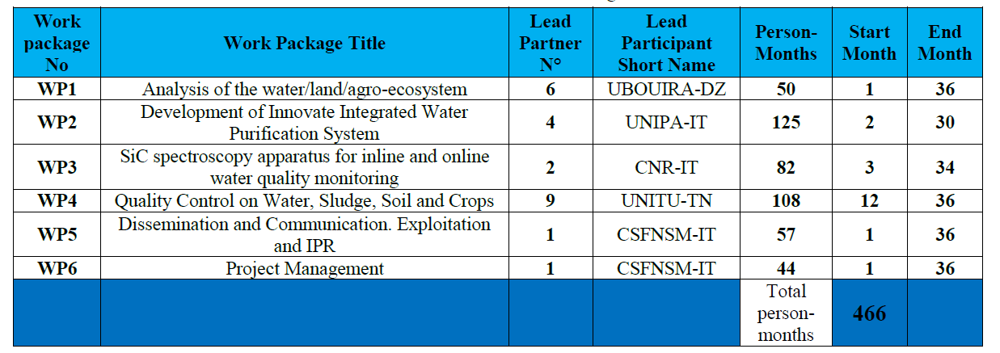 Work package No | Work Package Title | Lead Partner N° | Lead Participant Short Name | Person-Months | Start Month | End Month
WP1 | Analysis of the water/land/agro-ecosystem | 6 | UBOUIRA-DZ | 50 | 1 | 36
WP2 | Development of Innovate Integrated Water Purification System | 4 | UNIPA-IT | 125 | 2 | 30
WP3 | SiC spectroscopy apparatus for inline and online water quality monitoring | 2 | CNR-IT | 82 | 3 | 34
WP4 | Quality Control on Water, Sludge, Soil and Crops | 9 | UNITU-TN | 108 | 12 | 36
WP5 | Dissemination and Communication. Exploitation and IPR | 1 | CSFNSM-IT | 57 | 1 | 36
WP6 | Project Management | 1 | CSFNSM-IT | 44 | 1 | 36
Total person-months | 466